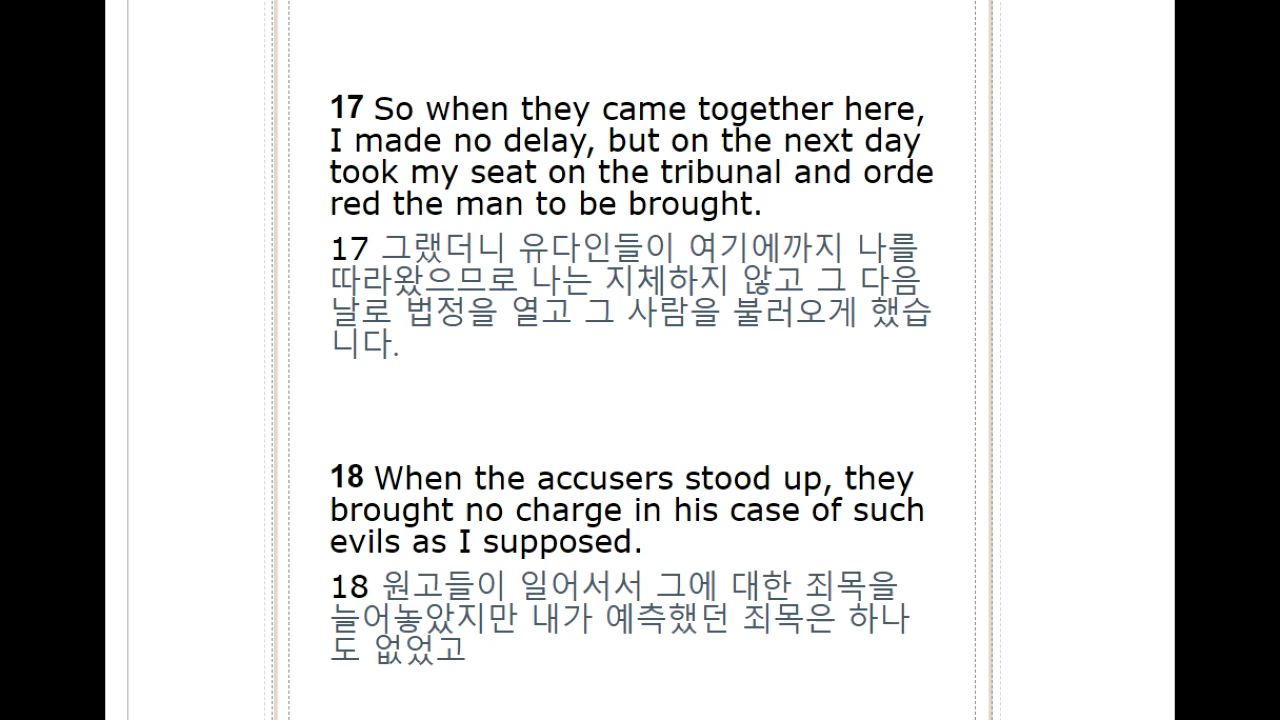 17 So when they came together here,
I made no delay, but on the next day
took my seat on the tribunal and orde
red the man to be brought.
17 그랬더니 유다인들이 여기에까지 나를
따라왔으므로 나는 지체하지 않고 그 다음
날로 법정을 열고 그 사람을 불러오게 했습
니다.
18 When the accusers stood up, they
brought no charge in his case of such
evils as I supposed.
18 원고들이 일어서서 그에 대한 죄목을
늘어놓았지만 내가 예측했던 죄목은 하나
도 없었고